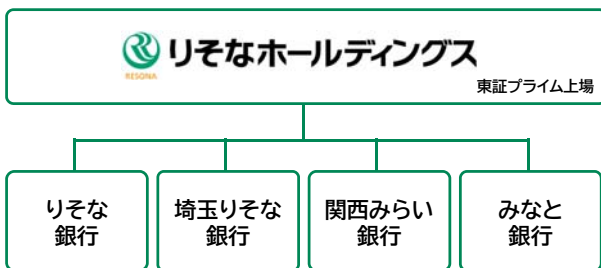 りそなホールディングス
RESONA
東証プライム上場
りそな
銀行
埼玉りそな
銀行
関西みらい
銀行
みなと
銀行